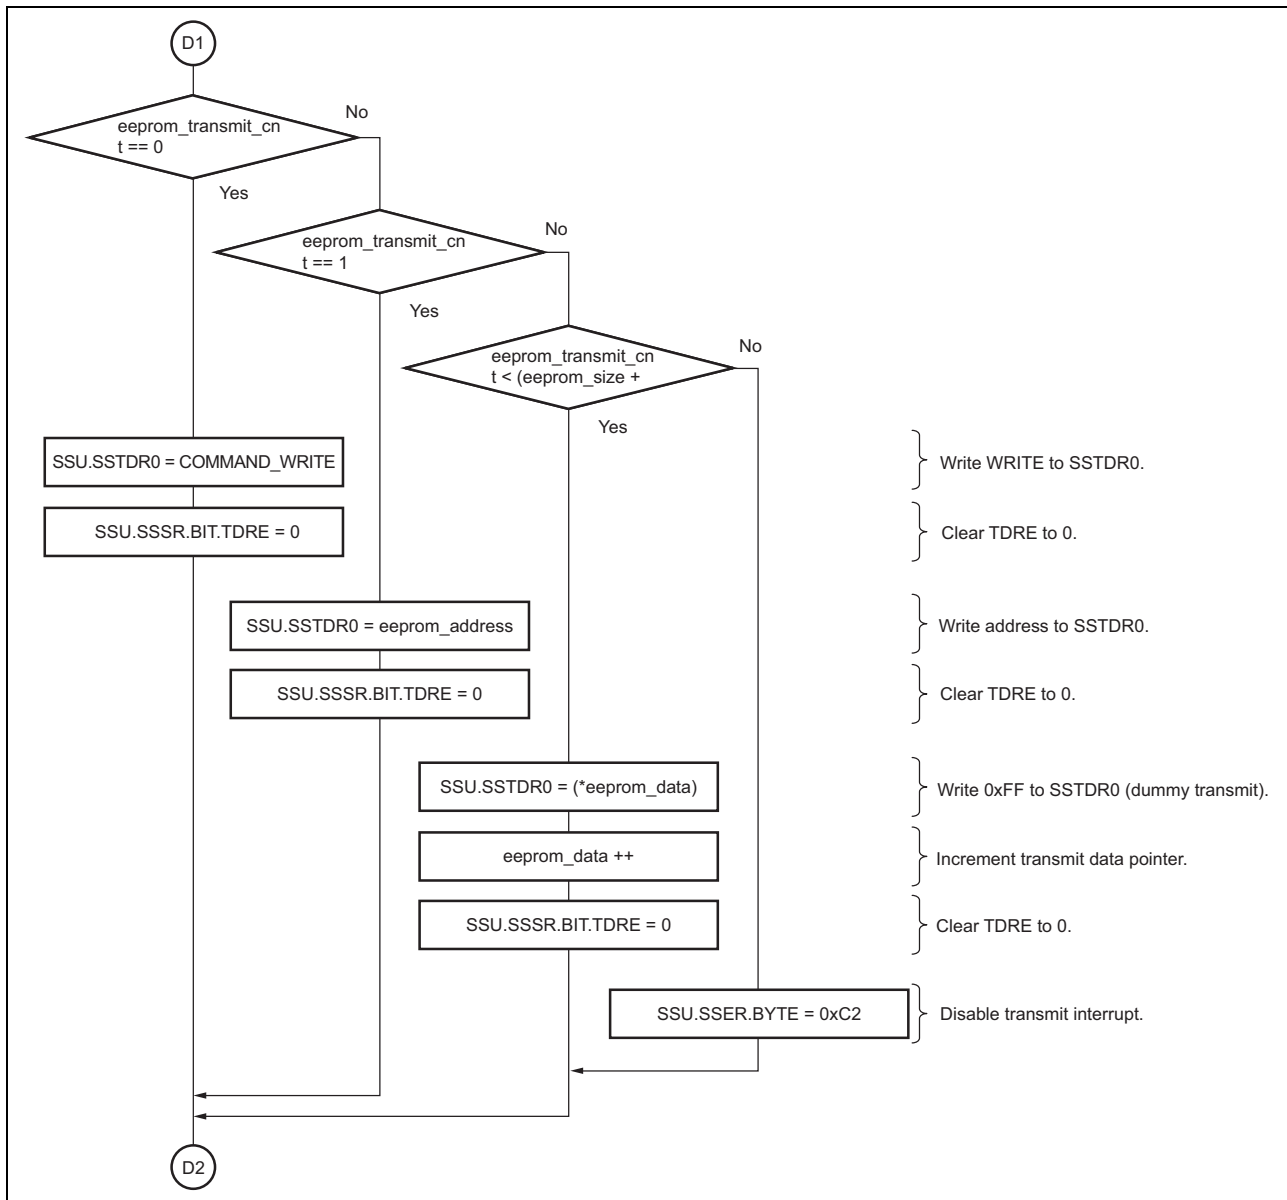 D1
eeprom_transmit_cn
t == 0
No
Yes
eeprom_transmit_cn
t == 1
No
Yes
eeprom_transmit_cn
t < (eeprom_size +
No
Yes
SSU.SSTDR0 = COMMAND_WRITE
Write WRITE to SSTDR0.
SSU.SSSR.BIT.TDRE = 0
Clear TDRE to 0.
SSU.SSTDR0 = eeprom_address
Write address to SSTDR0.
SSU.SSSR.BIT.TDRE = 0
Clear TDRE to 0.
SSU.SSTDR0 = (*eeprom_data)
Write 0xFF to SSTDR0 (dummy transmit).
eeprom_data ++
Increment transmit data pointer.
SSU.SSSR.BIT.TDRE = 0
Clear TDRE to 0.
SSU.SSER.BYTE = 0xC2
Disable transmit interrupt.
D2